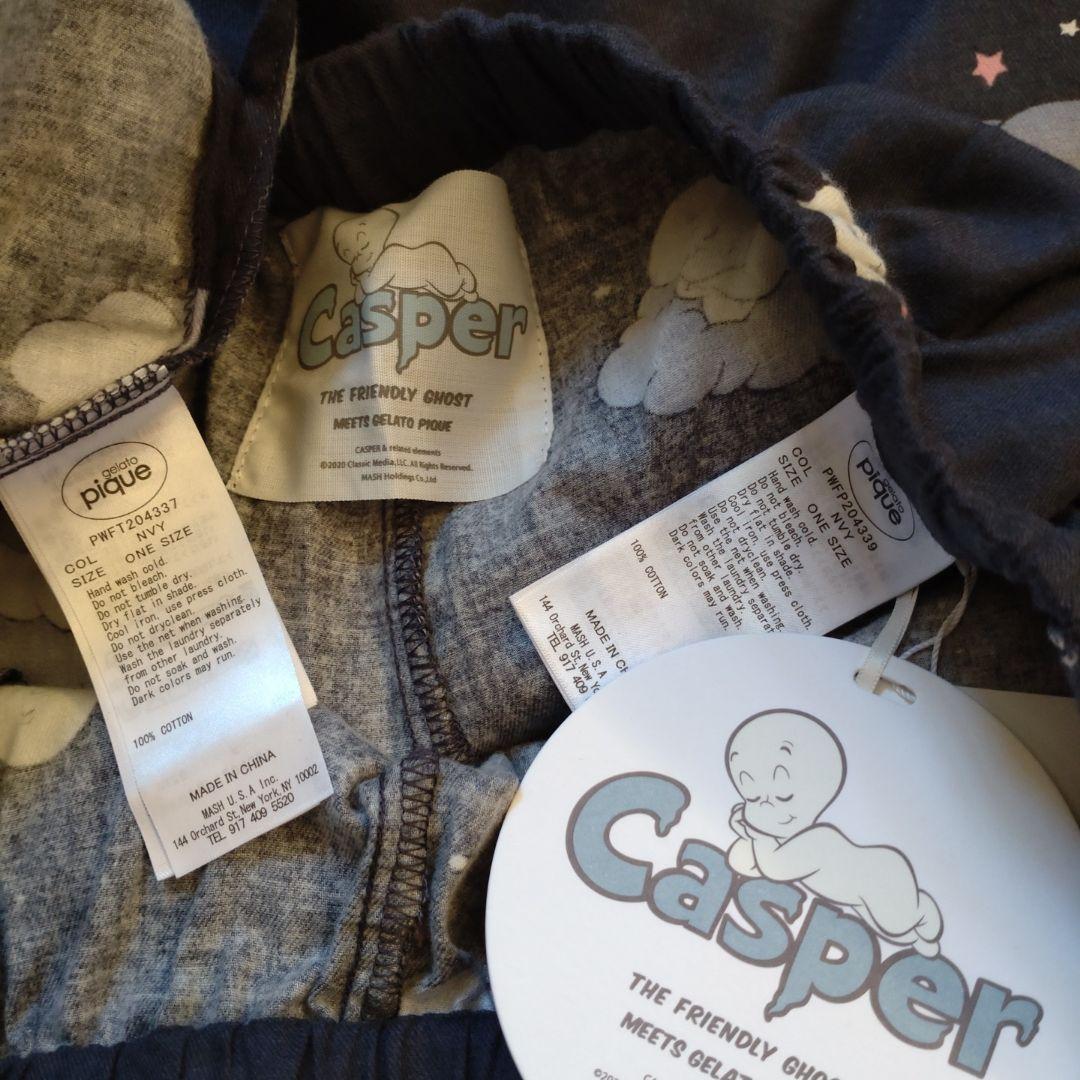 Casper
THE FRIENDLY GHOST
MEETS GELATO PIQUE
CASPER & related elements
©2020 Classic Media, LLC. All Rights Reserved.
MASH Holdings Co.,Ltd
gelato
pique
PWFT204337
COL NVY
SIZE ONE SIZE
Hand wash cold.
Do not bleach.
Do not tumble dry.
Dry flat in shade.
Cool iron, use press cloth.
Do not dryclean.
Use the net when washing.
Wash the laundry separately
from other laundry.
Do not soak and wash.
Dark colors may run.
100% COTTON
MADE IN CHINA
MASH U.S.A Inc.
144 Orchard St, New York, NY 10002
TEL 917 409 5520
gelato
pique
PWFP204339
COL NVY
SIZE ONE SIZE
Hand wash cold.
Do not bleach.
Do not tumble dry.
Dry flat in shade.
Cool iron, use press cloth.
Do not dryclean.
Use the net when washing.
Wash the laundry separat
from other laundry.
Do not soak and wash.
Dark colors may run.
100% COTTON
MADE IN CH
MASH U.S.A
144 Orchard St, New Yo
TEL 917 409
Casper
THE FRIENDLY GHO
MEETS GELAT